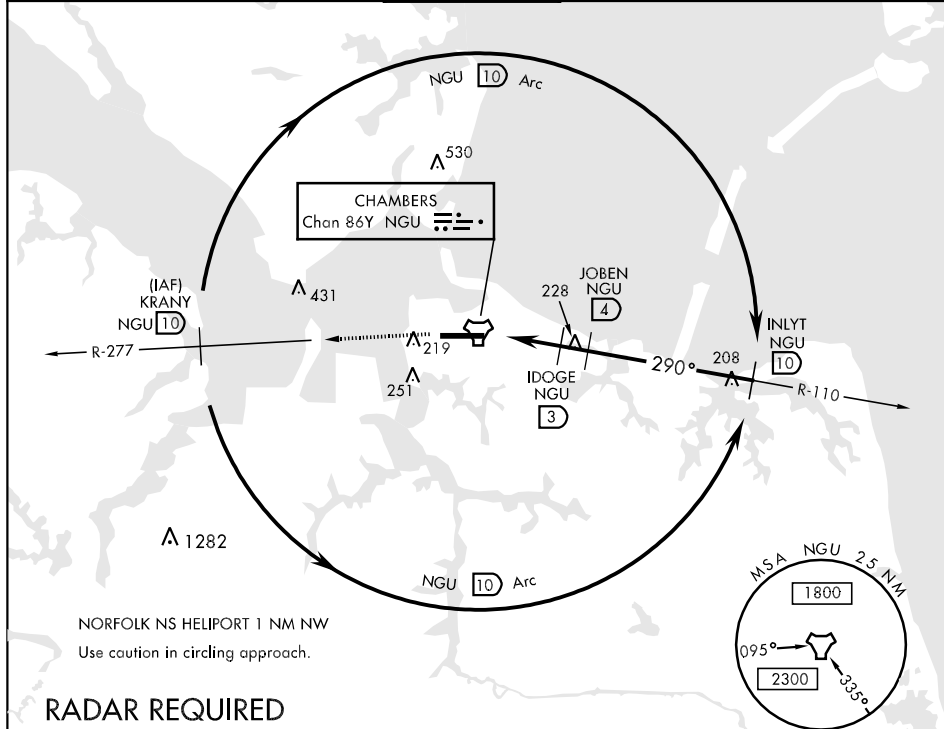 NGU 10 Arc
530
CHAMBERS
Chan 86Y NGU
(IAF)
KRANY
NGU 10
431
R-277
219
251
228
JOBEN
NGU
4
IDOGE
NGU
3
290°
208
INLYT
NGU
10
R-110
1282
NGU 10 Arc
NORFOLK NS HELIPORT 1 NM NW
Use caution in circling approach.
RADAR REQUIRED
MSA NGU 25 NM
1800
095°
2300
335°